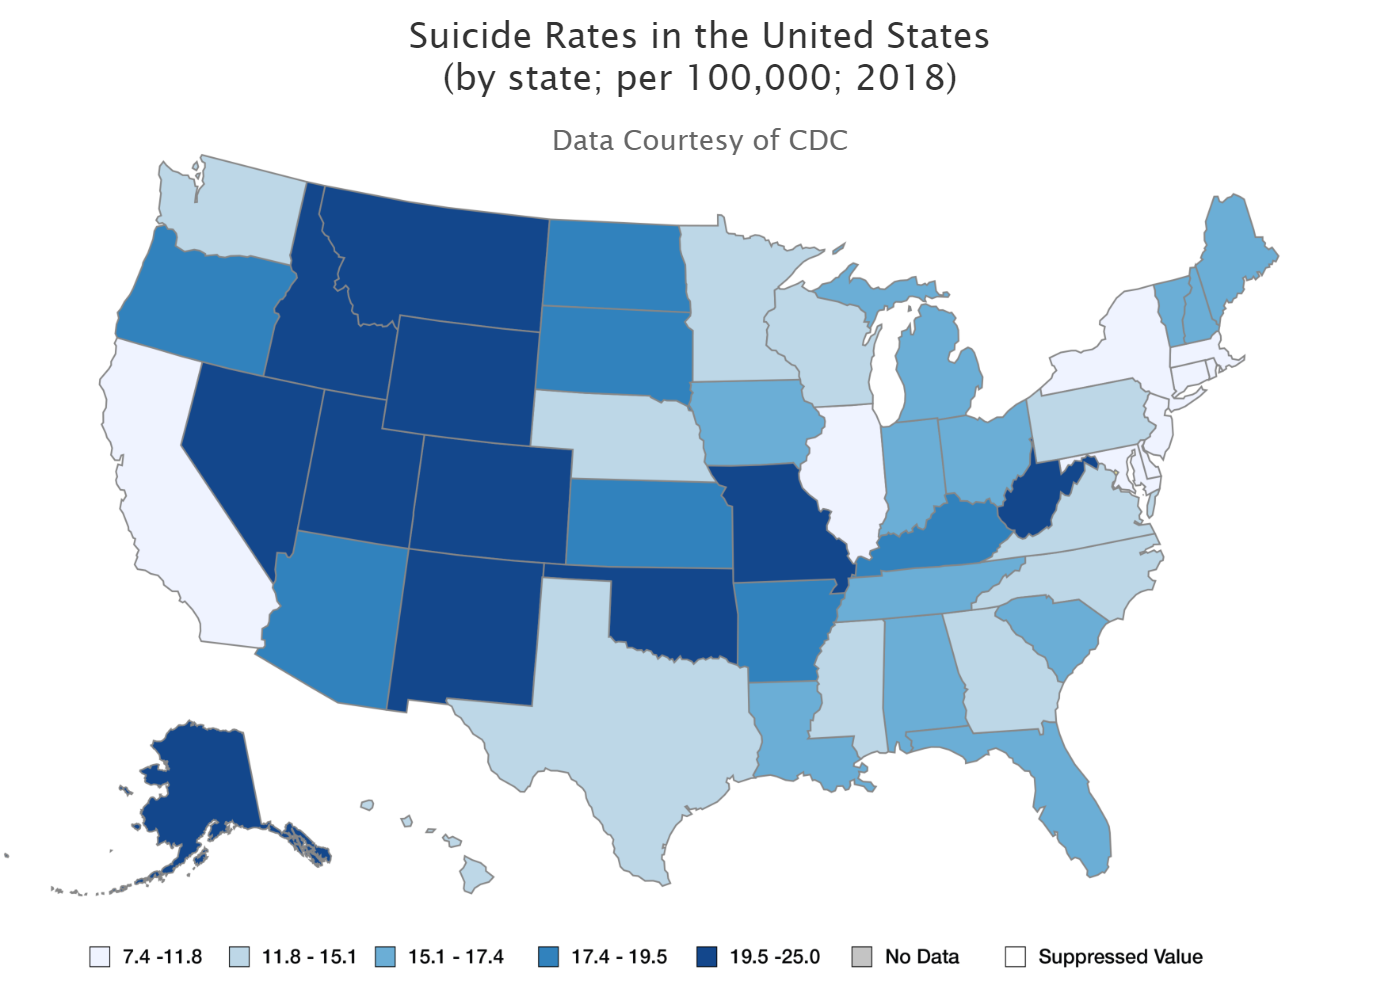 Suicide Rates in the United States
(by state; per 100,000; 2018)
Data Courtesy of CDC
7.4 -11.8
11.8 - 15.1
15.1 - 17.4
17.4 - 19.5
19.5 -25.0
No Data
Suppressed Value